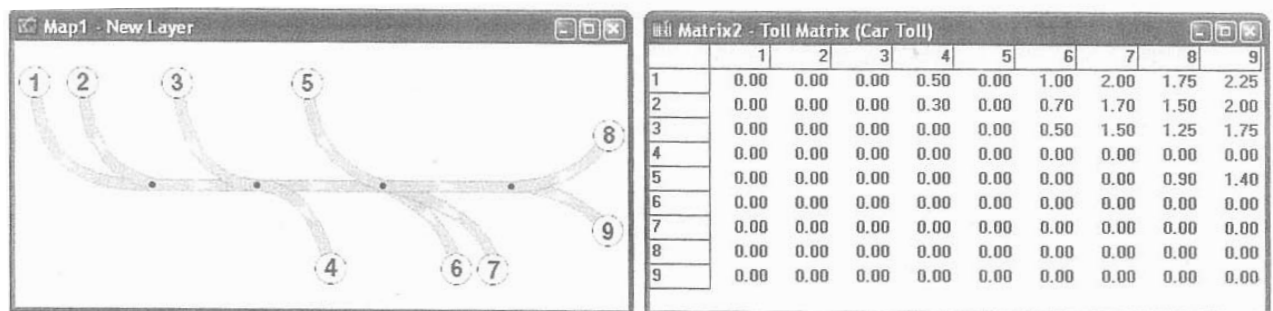 Map1 - New Layer
1 2 3 5
8
9
4 6 7
Matrix2 - Toll Matrix (Car Toll)
1 2 3 4 5 6 7 8 9
1 0.00 0.00 0.00 0.50 0.00 1.00 2.00 1.75 2.25
2 0.00 0.00 0.00 0.30 0.00 0.70 1.70 1.50 2.00
3 0.00 0.00 0.00 0.00 0.00 0.50 1.50 1.25 1.75
4 0.00 0.00 0.00 0.00 0.00 0.00 0.00 0.00 0.00
5 0.00 0.00 0.00 0.00 0.00 0.00 0.00 0.90 1.40
6 0.00 0.00 0.00 0.00 0.00 0.00 0.00 0.00 0.00
7 0.00 0.00 0.00 0.00 0.00 0.00 0.00 0.00 0.00
8 0.00 0.00 0.00 0.00 0.00 0.00 0.00 0.00 0.00
9 0.00 0.00 0.00 0.00 0.00 0.00 0.00 0.00 0.00